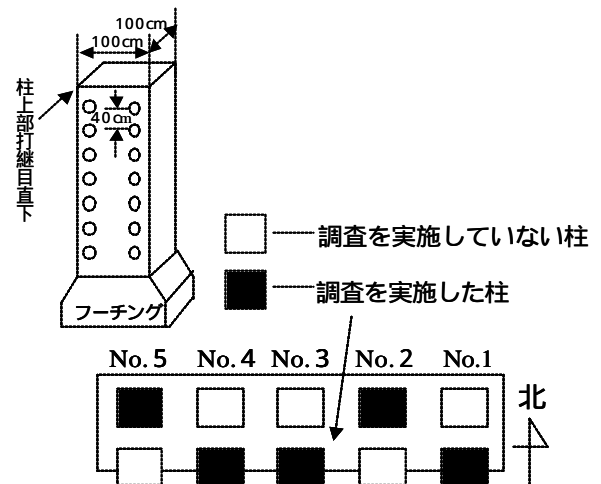 100cm
100cm
柱上部打継目直下
40cm
フーチング
調査を実施していない柱
調査を実施した柱
No.5 No.4 No.3 No.2 No.1
北